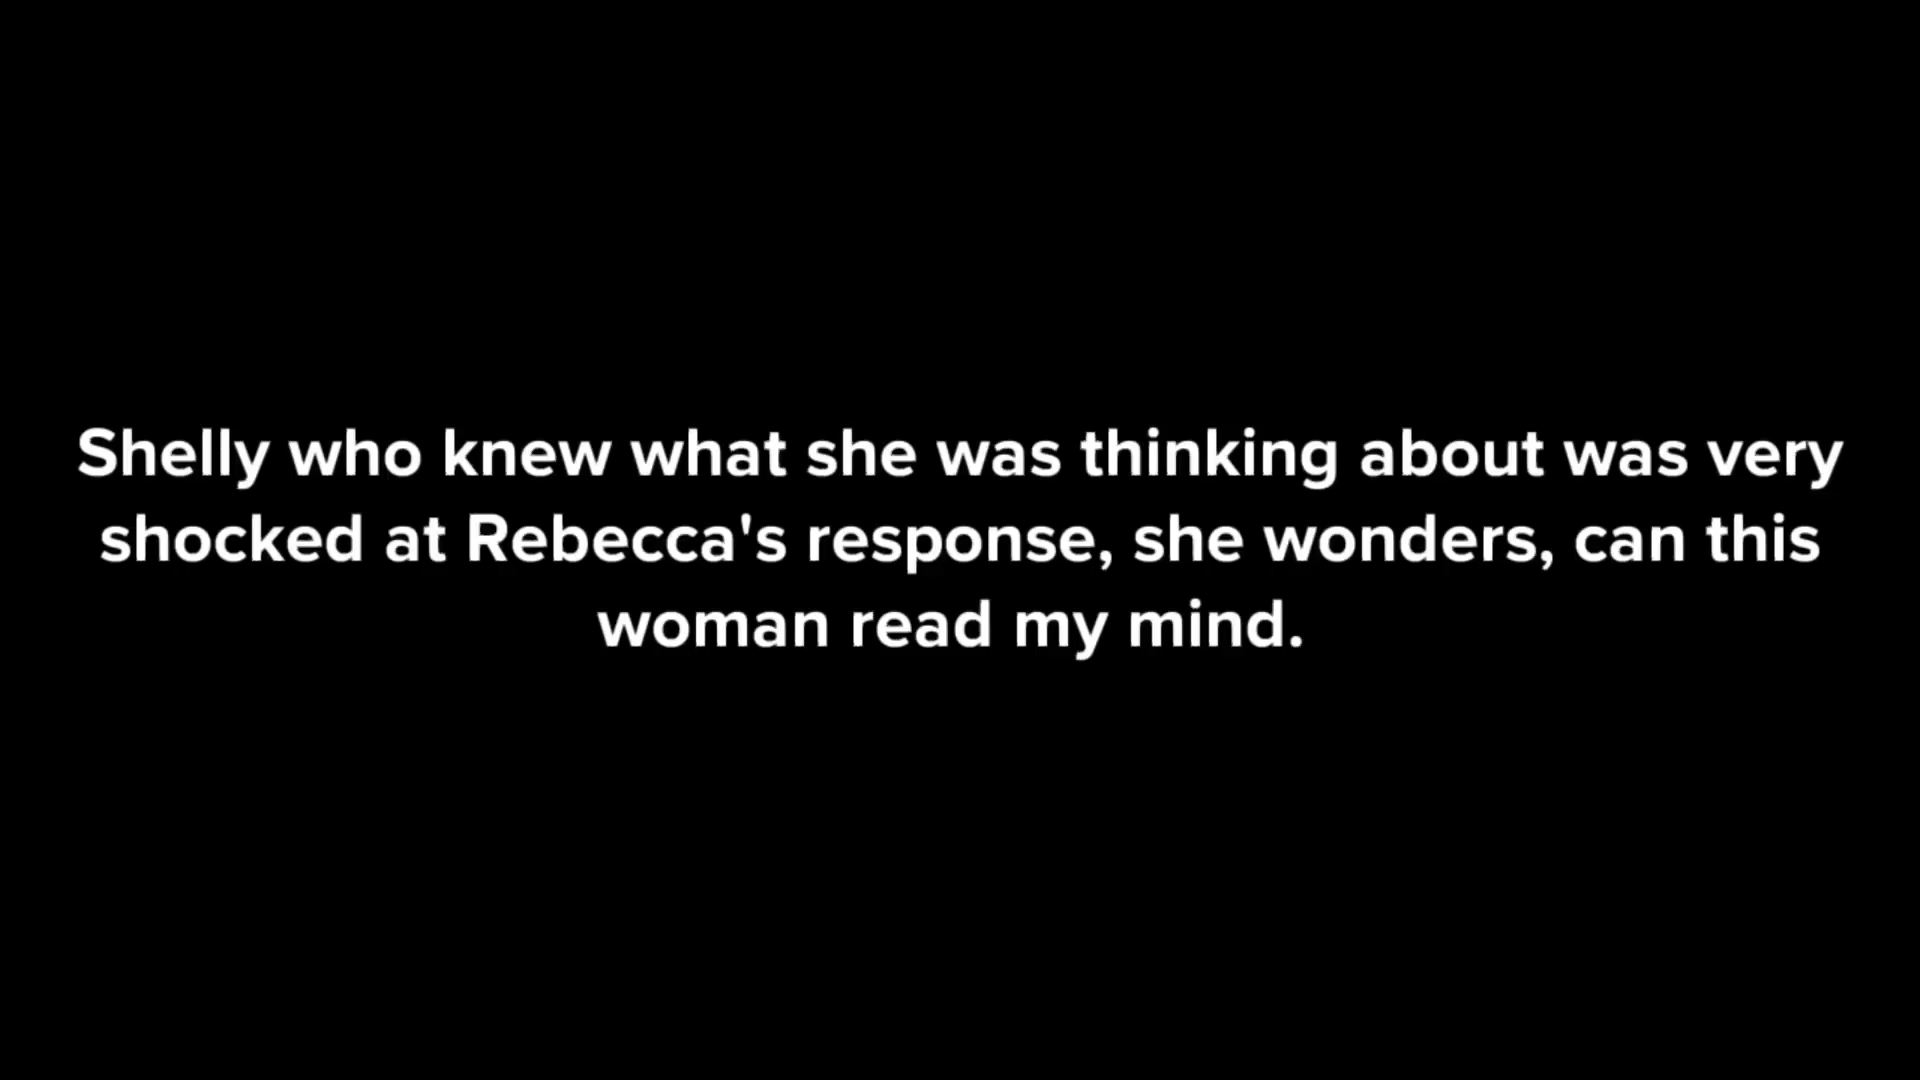 Shelly who knew what she was thinking about was very
shocked at Rebecca's response, she wonders, can this
woman read my mind.